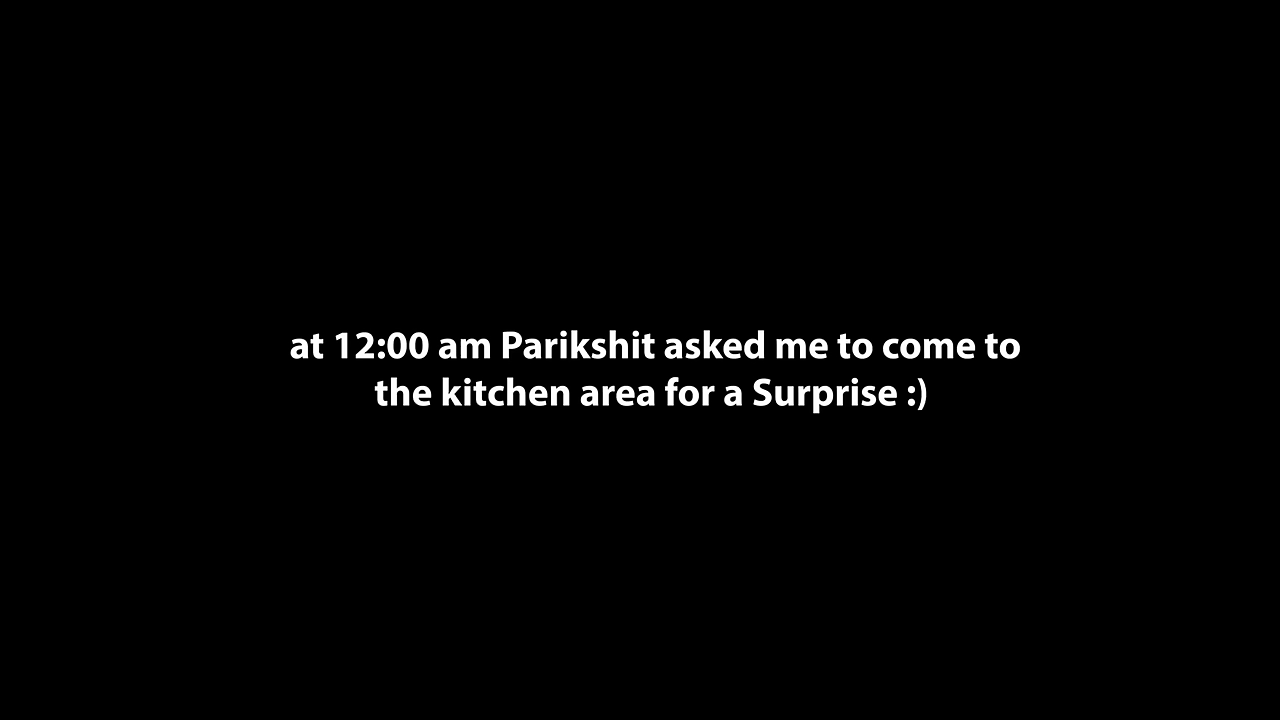 at 12:00 am Parikshit asked me to come to
the kitchen area for a Surprise :)